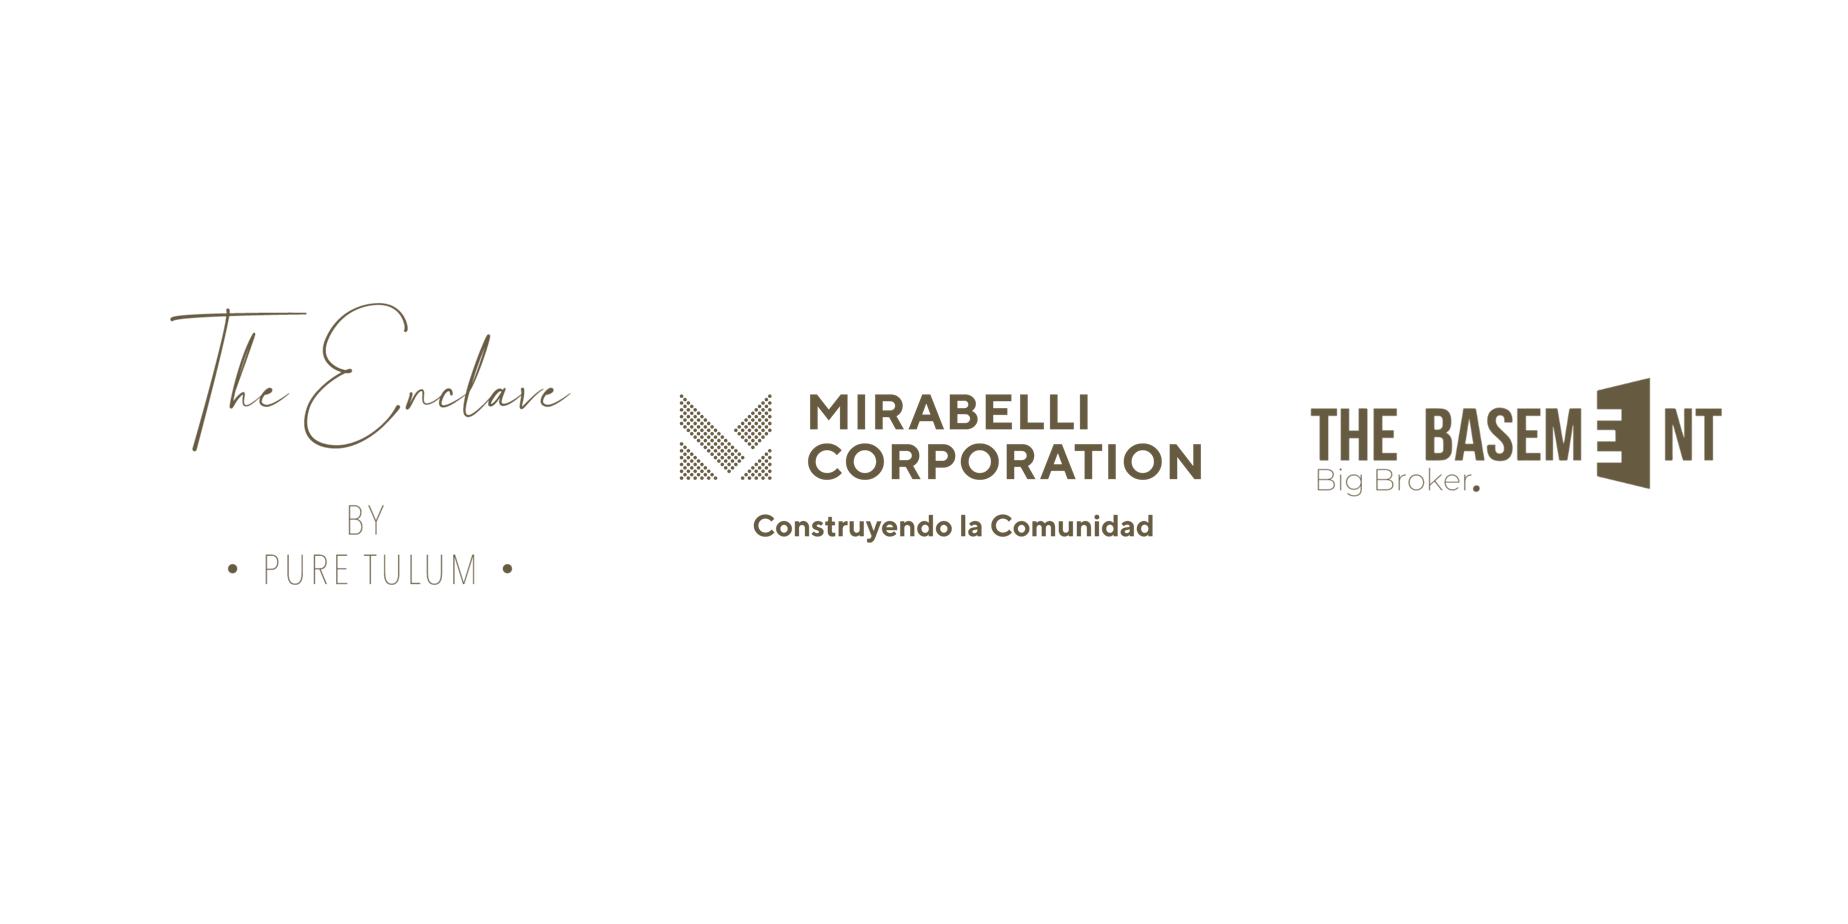 The Enclave
BY
• PURE TULUM •
MIRABELLI
CORPORATION
Construyendo la Comunidad
THE BASEMENT
Big Broker.